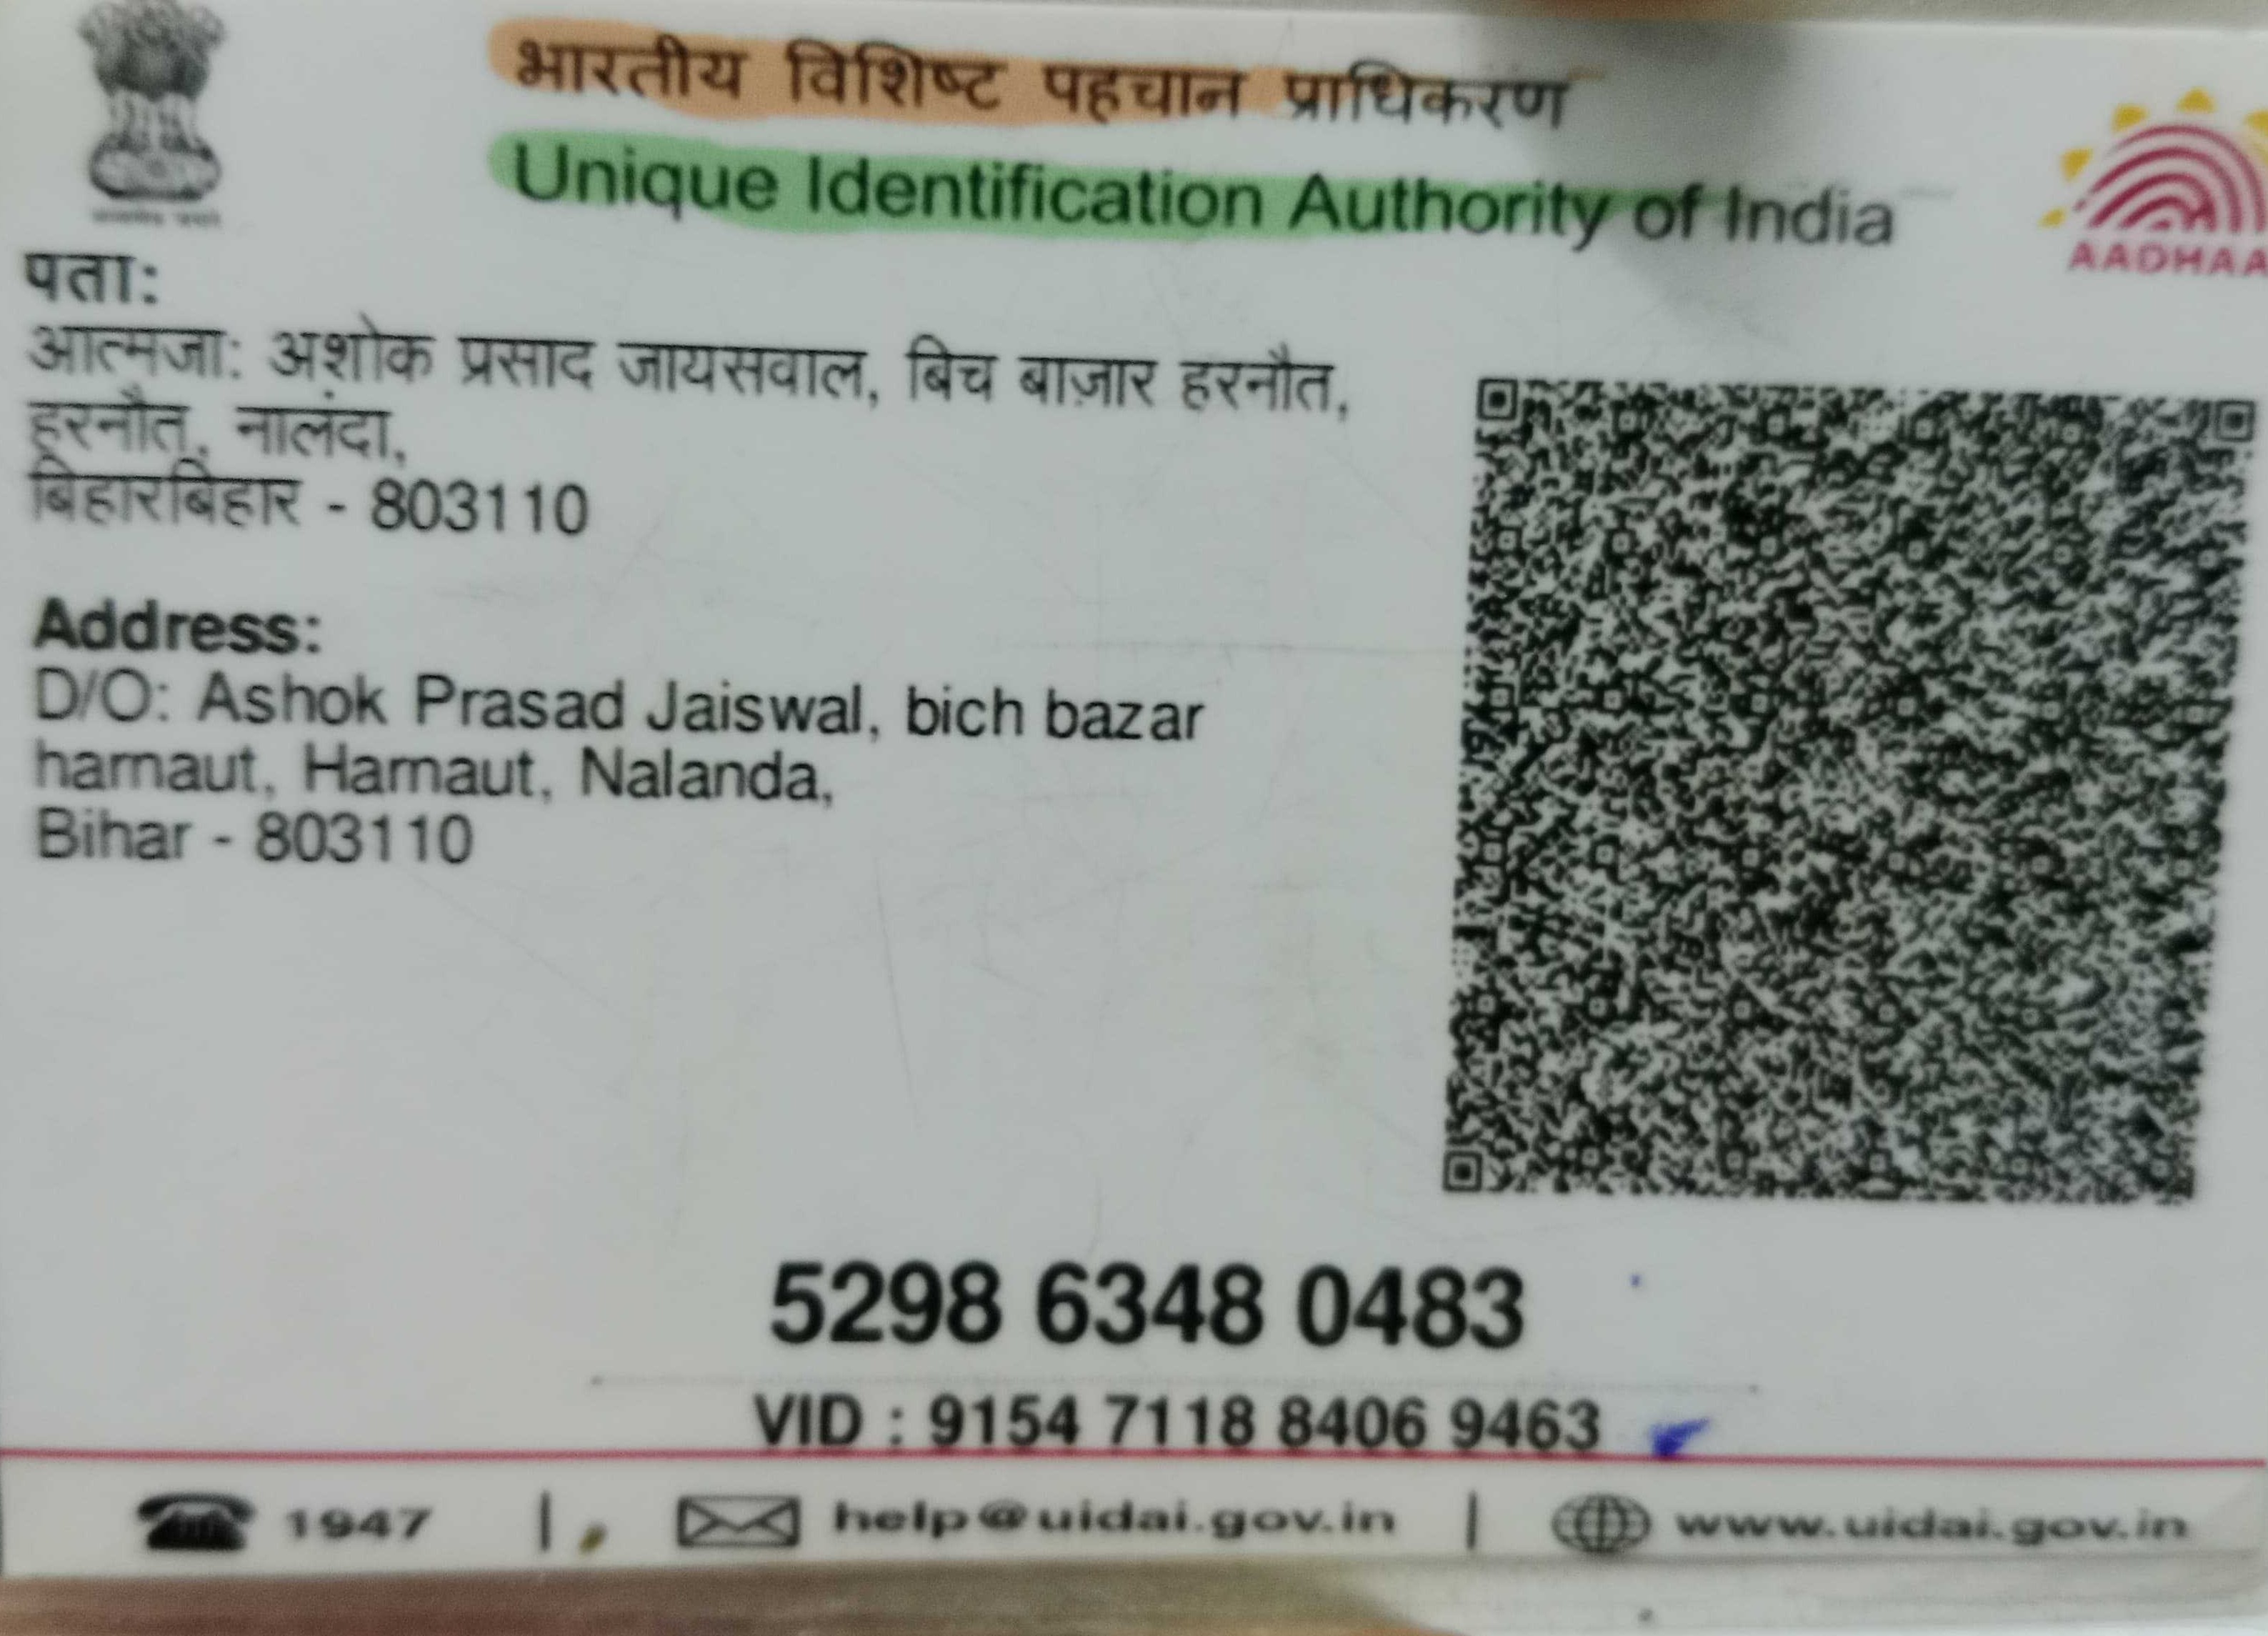 भारतीय विशिष्ट पहचान प्राधिकरण
Unique Identification Authority of India
AADHAA
पता:
आत्मजा: अशोक प्रसाद जायसवाल, बिच बाज़ार हरनौत,
हरनौत, नालंदा,
बिहारबिहार - 803110
Address:
D/O: Ashok Prasad Jaiswal, bich bazar
harnaut, Harnaut, Nalanda,
Bihar - 803110
5298 6348 0483
VID : 9154 7118 8406 9463
1947 | help@uidai.gov.in | www.uidai.gov.in